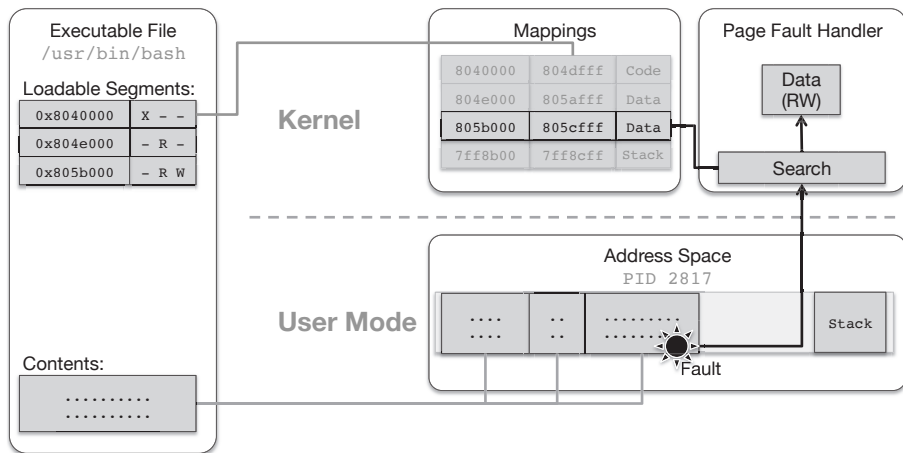 Executable File
/usr/bin/bash
Loadable Segments:
0x8040000 X - -
0x804e000 - R -
0x805b000 - R W
Contents:
..........
..........
Kernel
User Mode
Mappings
8040000 804dfff Code
804e000 805afff Data
805b000 805cfff Data
7ff8b00 7ff8cff Stack
Page Fault Handler
Data
(RW)
Search
Address Space
PID 2817
.... .. .........
.... .. .........
Stack
Fault